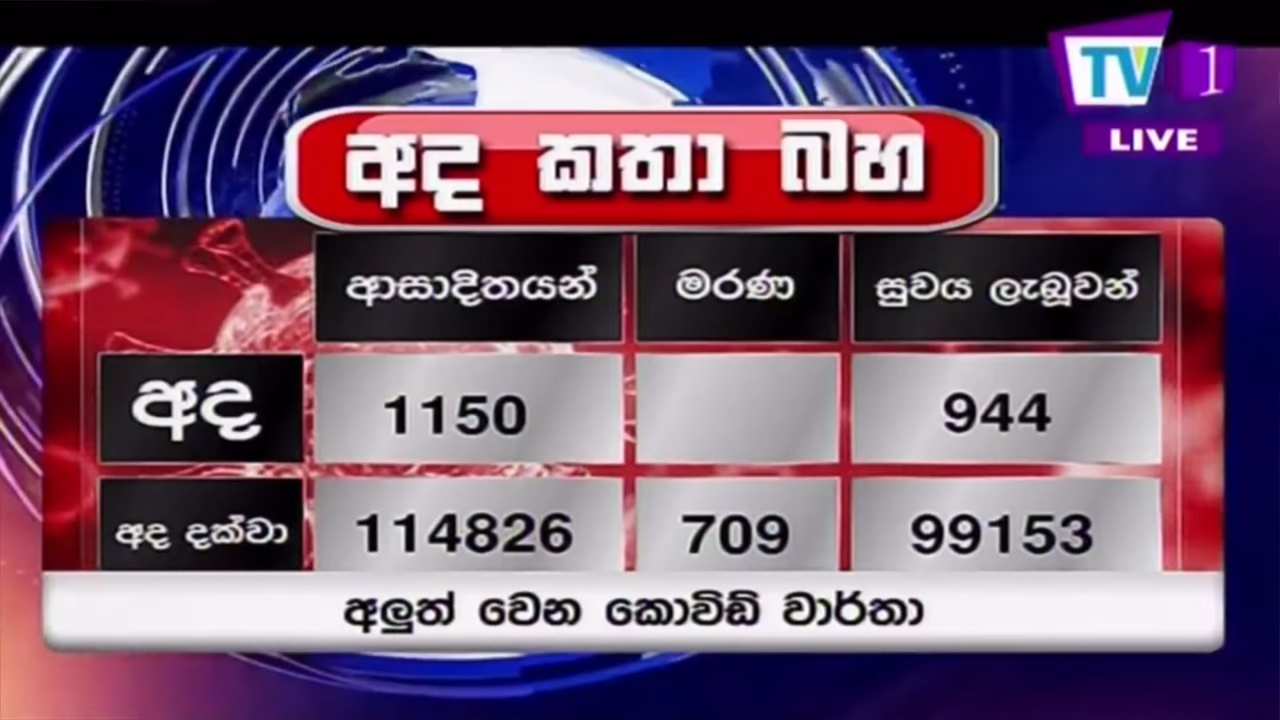 TV 1
LIVE
අද කතා බහ
ආසාදිතයන් මරණ සුවය ලැබූවන්
අද 1150 944
අද දක්වා 114826 709 99153
අලුත් වෙන කොවිඩ් වාර්තා